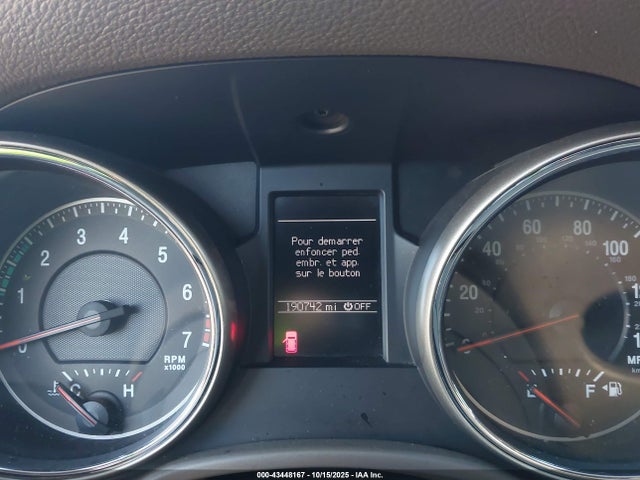 Pour demarrer
enfoncer ped.
embr. et app.
sur le bouton
190742 mi OFF
0 1 2 3 4 5 6 7
RPM
x1000
C H
20 40 60 80 100
F
000-43448167 • 10/15/2025 • IAA Inc.